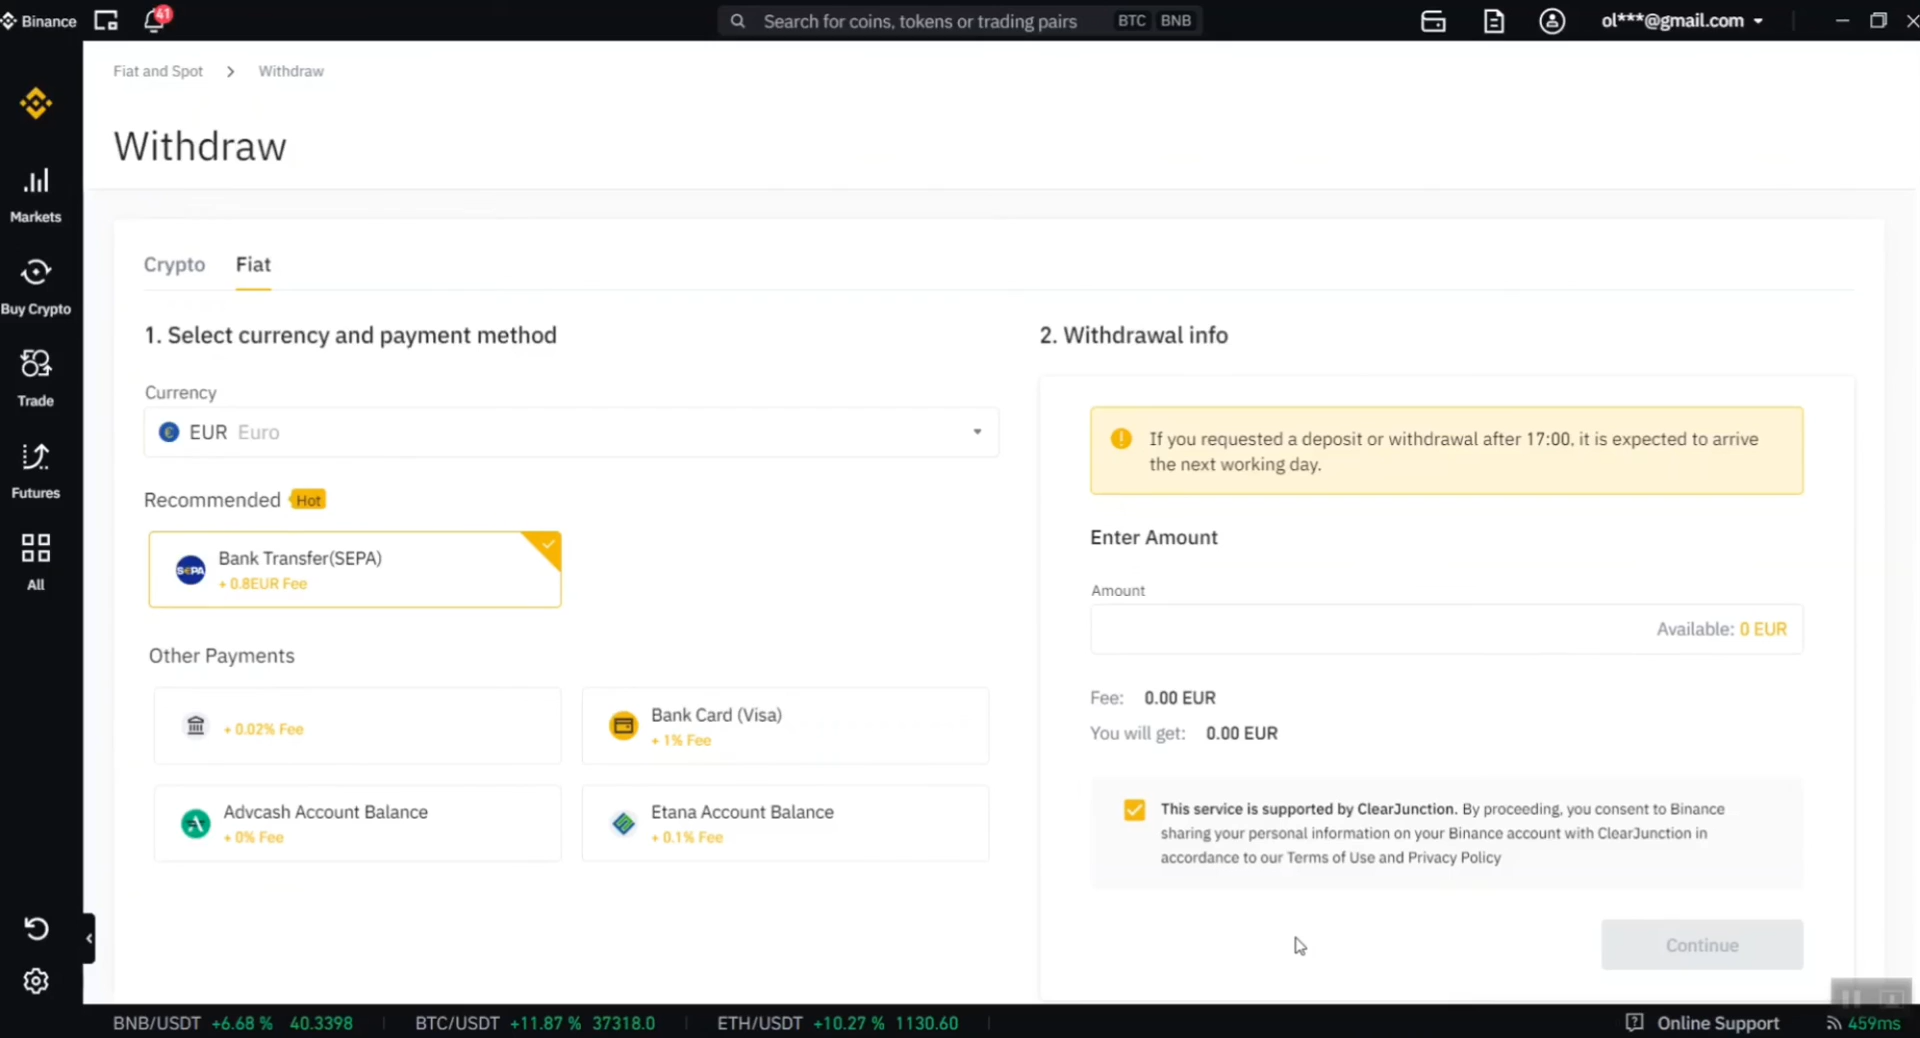 Binance
41
Search for coins, tokens or trading pairs
BTC
BNB
ol***@gmail.com
Fiat and Spot
Withdraw
Withdraw
Markets
Buy Crypto
Trade
Futures
All
Crypto
Fiat
1. Select currency and payment method
Currency
EUR Euro
Recommended Hot
SEPA
Bank Transfer(SEPA)
+ 0.8EUR Fee
Other Payments
+ 0.02% Fee
Bank Card (Visa)
+ 1% Fee
Advcash Account Balance
+ 0% Fee
Etana Account Balance
+ 0.1% Fee
2. Withdrawal info
If you requested a deposit or withdrawal after 17:00, it is expected to arrive
the next working day.
Enter Amount
Amount
Available: 0 EUR
Fee: 0.00 EUR
You will get: 0.00 EUR
This service is supported by ClearJunction. By proceeding, you consent to Binance
sharing your personal information on your Binance account with ClearJunction in
accordance to our Terms of Use and Privacy Policy
Continue
BNB/USDT +6.68 % 40.3398
BTC/USDT +11.87 % 37318.0
ETH/USDT +10.27 % 1130.60
Online Support
459ms